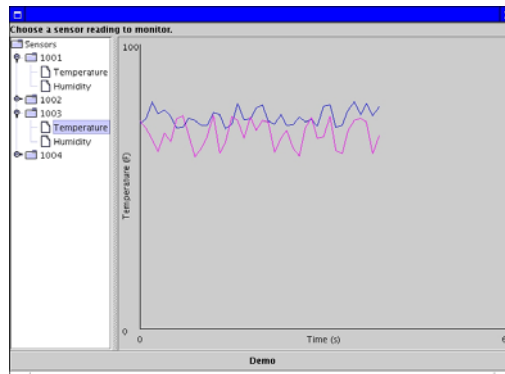 Choose a sensor reading to monitor.
Sensors
1001
Temperature
Humidity
1002
1003
Temperature
Humidity
1004
100
Temperature (F)
0
0
Time (s)
6
Demo